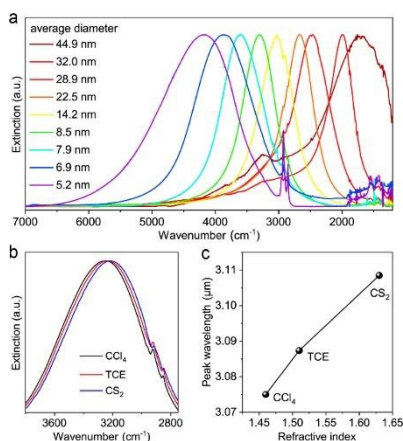 a
average diameter
44.9 nm
32.0 nm
28.9 nm
22.5 nm
14.2 nm
8.5 nm
7.9 nm
6.9 nm
5.2 nm
Extinction (a.u.)
7000 6000 5000 4000 3000 2000
Wavenumber (cm⁻¹)
b
Extinction (a.u.)
CCl₄
TCE
CS₂
3800 3600 3400 3200 3000 2800
Wavenumber (cm⁻¹)
c
Peak wavelength (μm)
3.11
3.10
3.09
3.08
3.07
CS₂
TCE
CCl₄
1.45 1.50 1.55 1.60 1.65
Refractive index